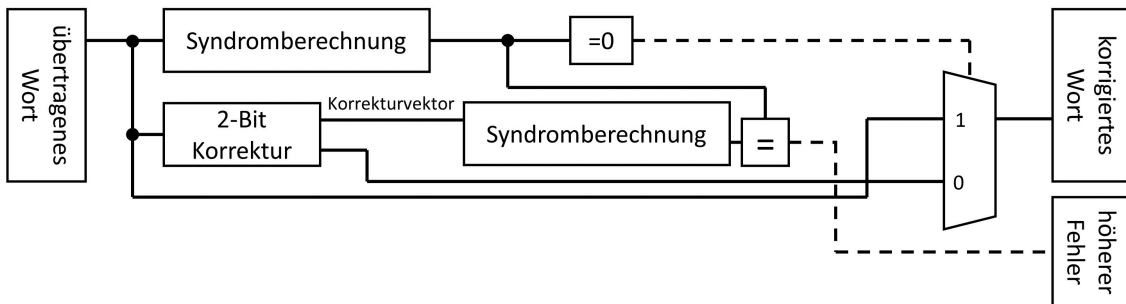 übertragenes
Wort
Syndromberechnung
=0
korrigiertes
Wort
2-Bit
Korrektur
Korrekturvektor
Syndromberechnung
=
1
0
höherer
Fehler